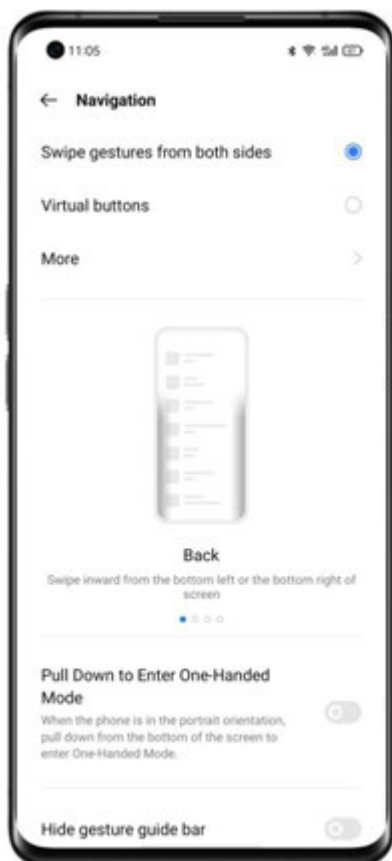 11:05
Navigation
Swipe gestures from both sides
Virtual buttons
More
Back
Swipe inward from the bottom left or the bottom right of
screen
Pull Down to Enter One-Handed
Mode
When the phone is in the portrait orientation,
pull down from the bottom of the screen to
enter One-Handed Mode.
Hide gesture guide bar